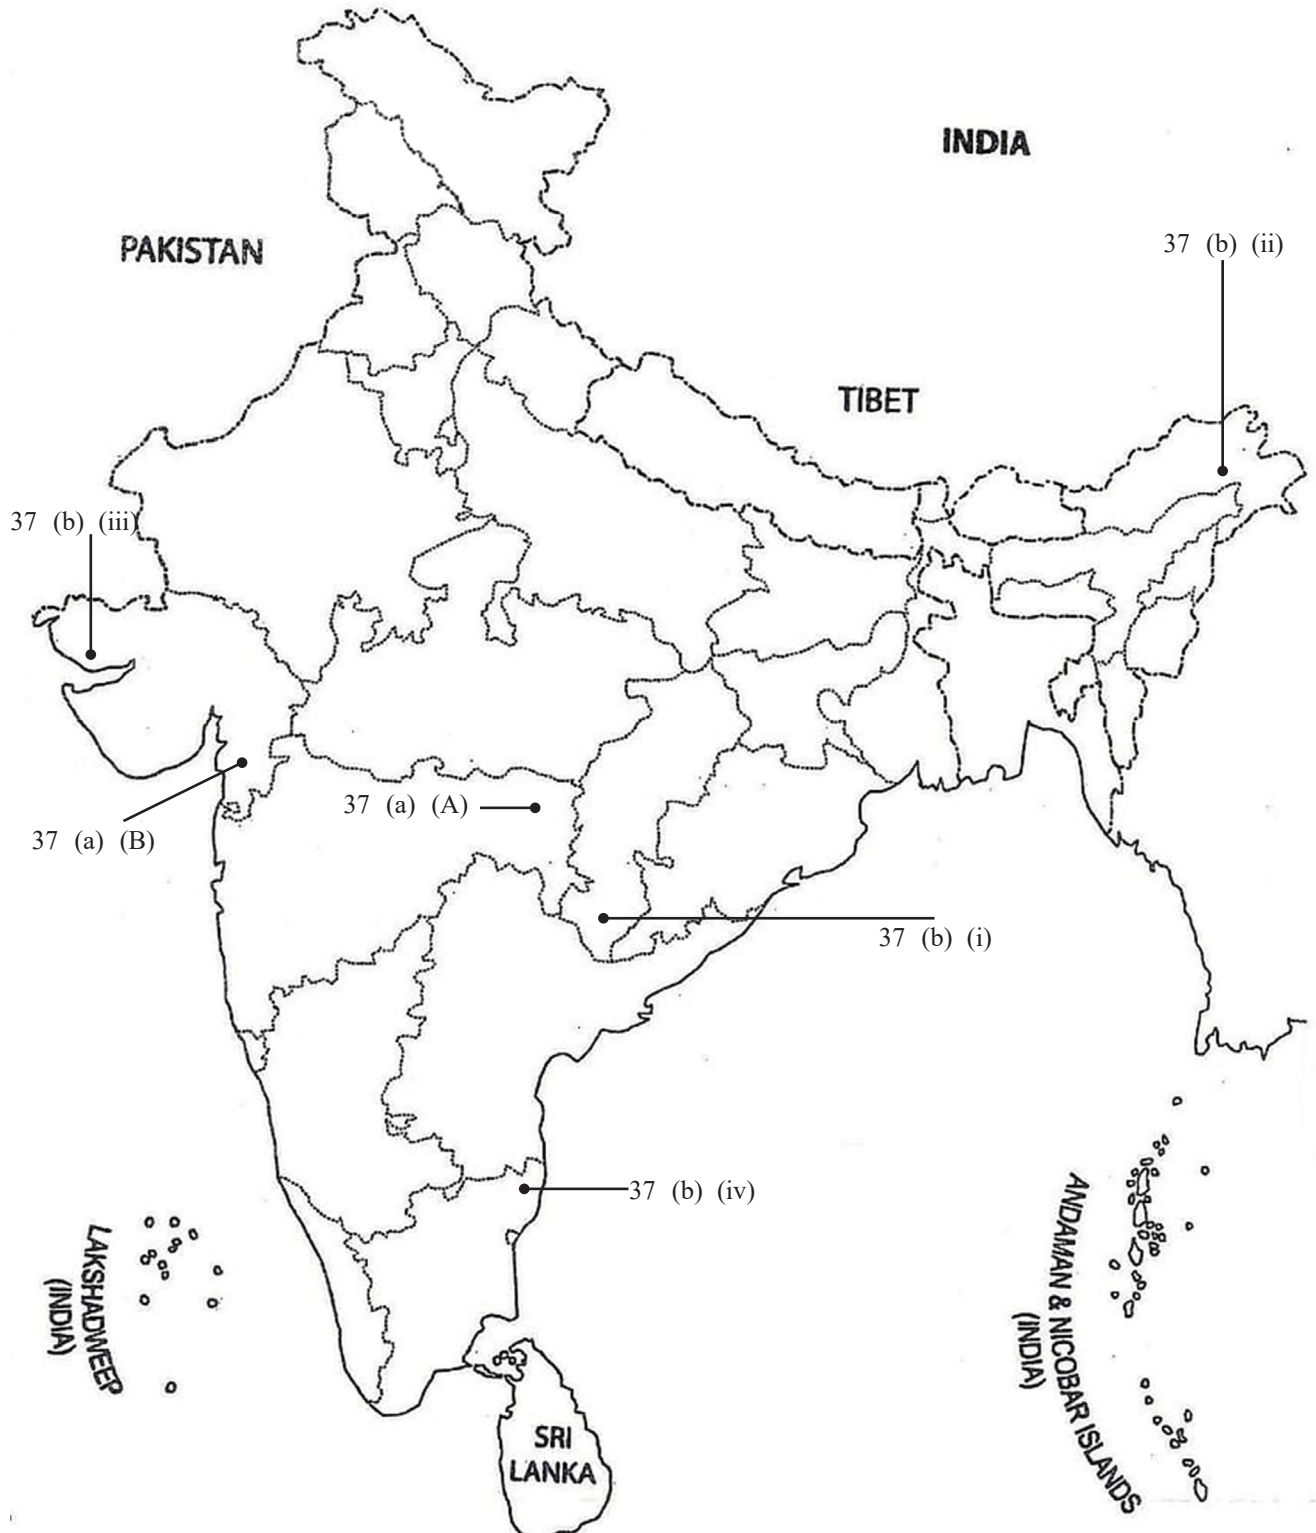 INDIA
37 (b) (ii)
PAKISTAN
TIBET
37 (b) (iii)
37 (a) (A)
37 (a) (B)
37 (b) (i)
37 (b) (iv)
LAKSHADWEEP
(INDIA)
ANDAMAN & NICOBAR ISLANDS
(INDIA)
SRI
LANKA